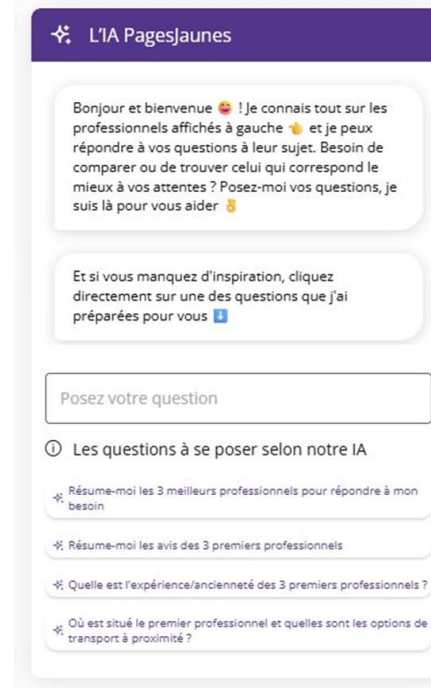 L'IA PagesJaunes
Bonjour et bienvenue 😄 ! Je connais tout sur les
professionnels affichés à gauche 👈 et je peux
répondre à vos questions à leur sujet. Besoin de
comparer ou de trouver celui qui correspond le
mieux à vos attentes ? Posez-moi vos questions, je
suis là pour vous aider 👌
Et si vous manquez d'inspiration, cliquez
directement sur une des questions que j'ai
préparées pour vous ⬇️
Posez votre question
Les questions à se poser selon notre IA
Résume-moi les 3 meilleurs professionnels pour répondre à mon
besoin
Résume-moi les avis des 3 premiers professionnels
Quelle est l'expérience/ancienneté des 3 premiers professionnels ?
Où est situé le premier professionnel et quelles sont les options de
transport à proximité ?